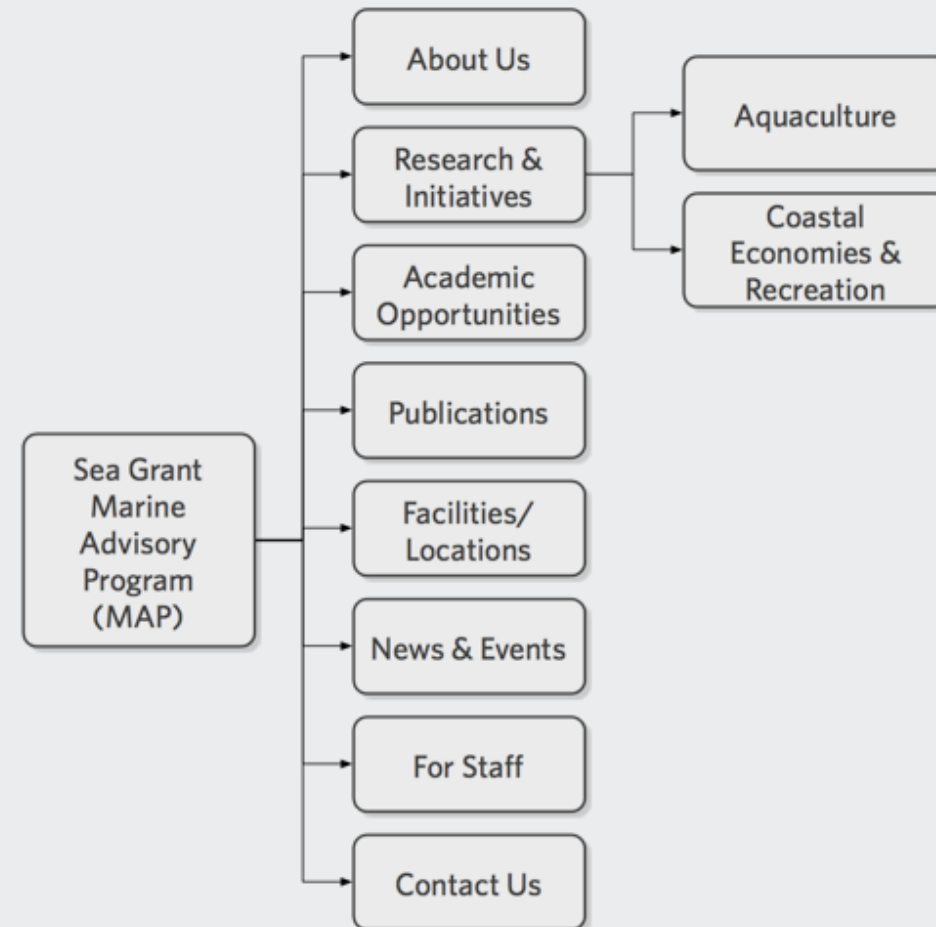 Sea Grant
Marine
Advisory
Program
(MAP)
About Us
Research &
Initiatives
Academic
Opportunities
Publications
Facilities/
Locations
News & Events
For Staff
Contact Us
Aquaculture
Coastal
Economies &
Recreation